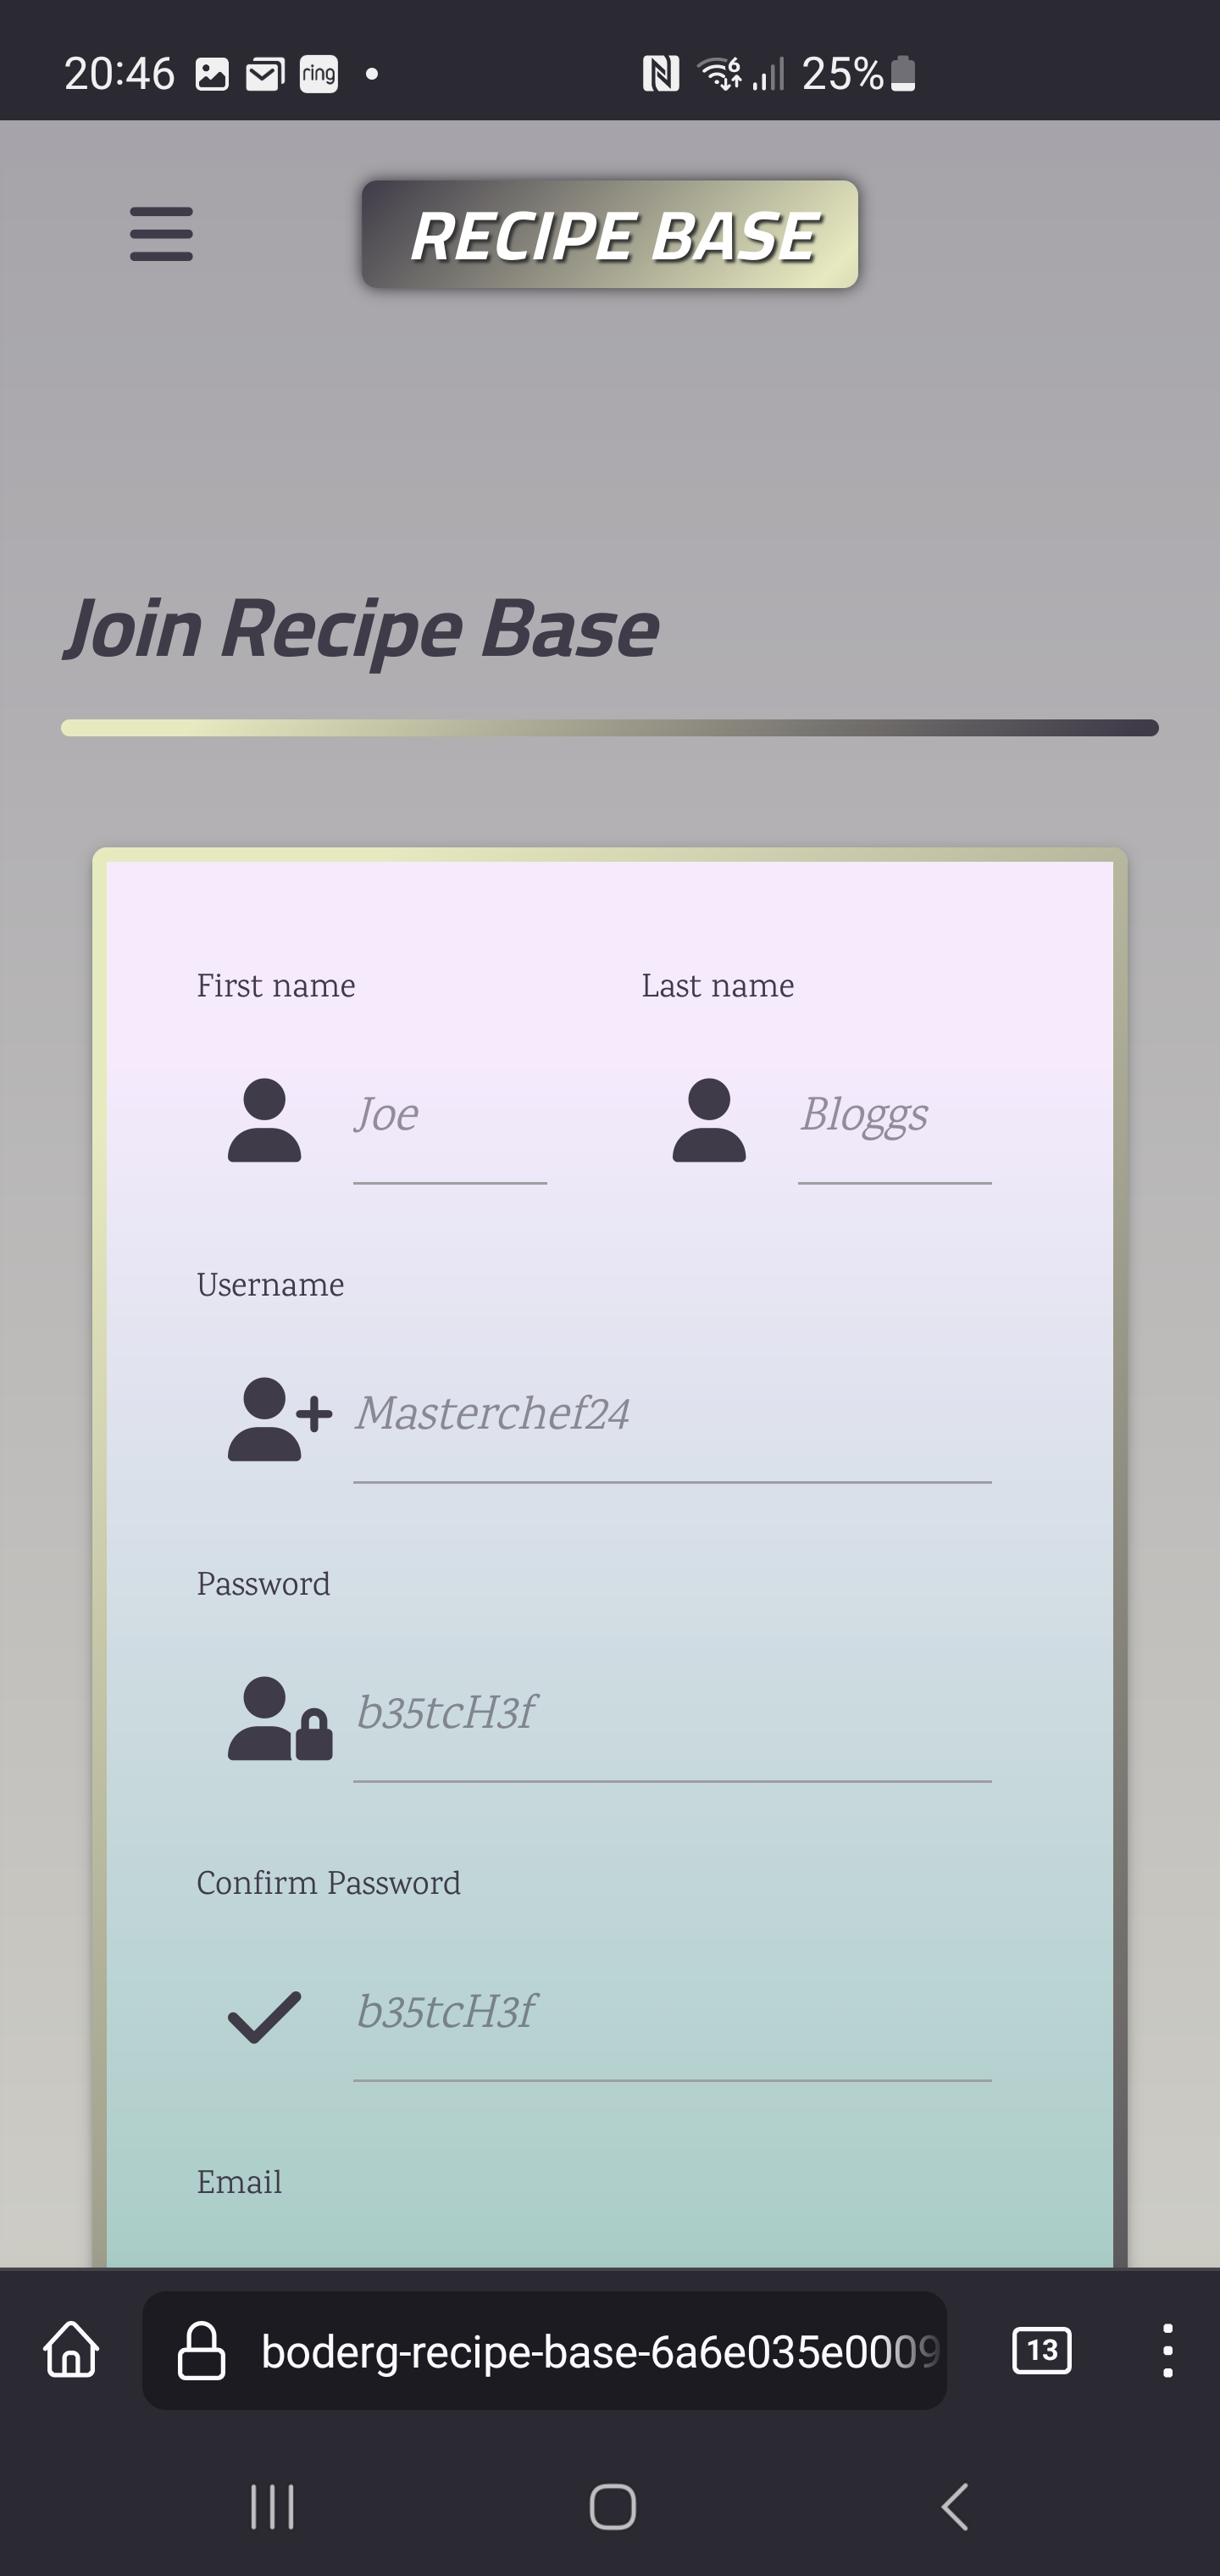 20:46 ring 6 25%
RECIPE BASE
Join Recipe Base
First name Last name
Joe Bloggs
Username
Masterchef24
Password
b35tcH3f
Confirm Password
b35tcH3f
Email
boderg-recipe-base-6a6e035e0009 13